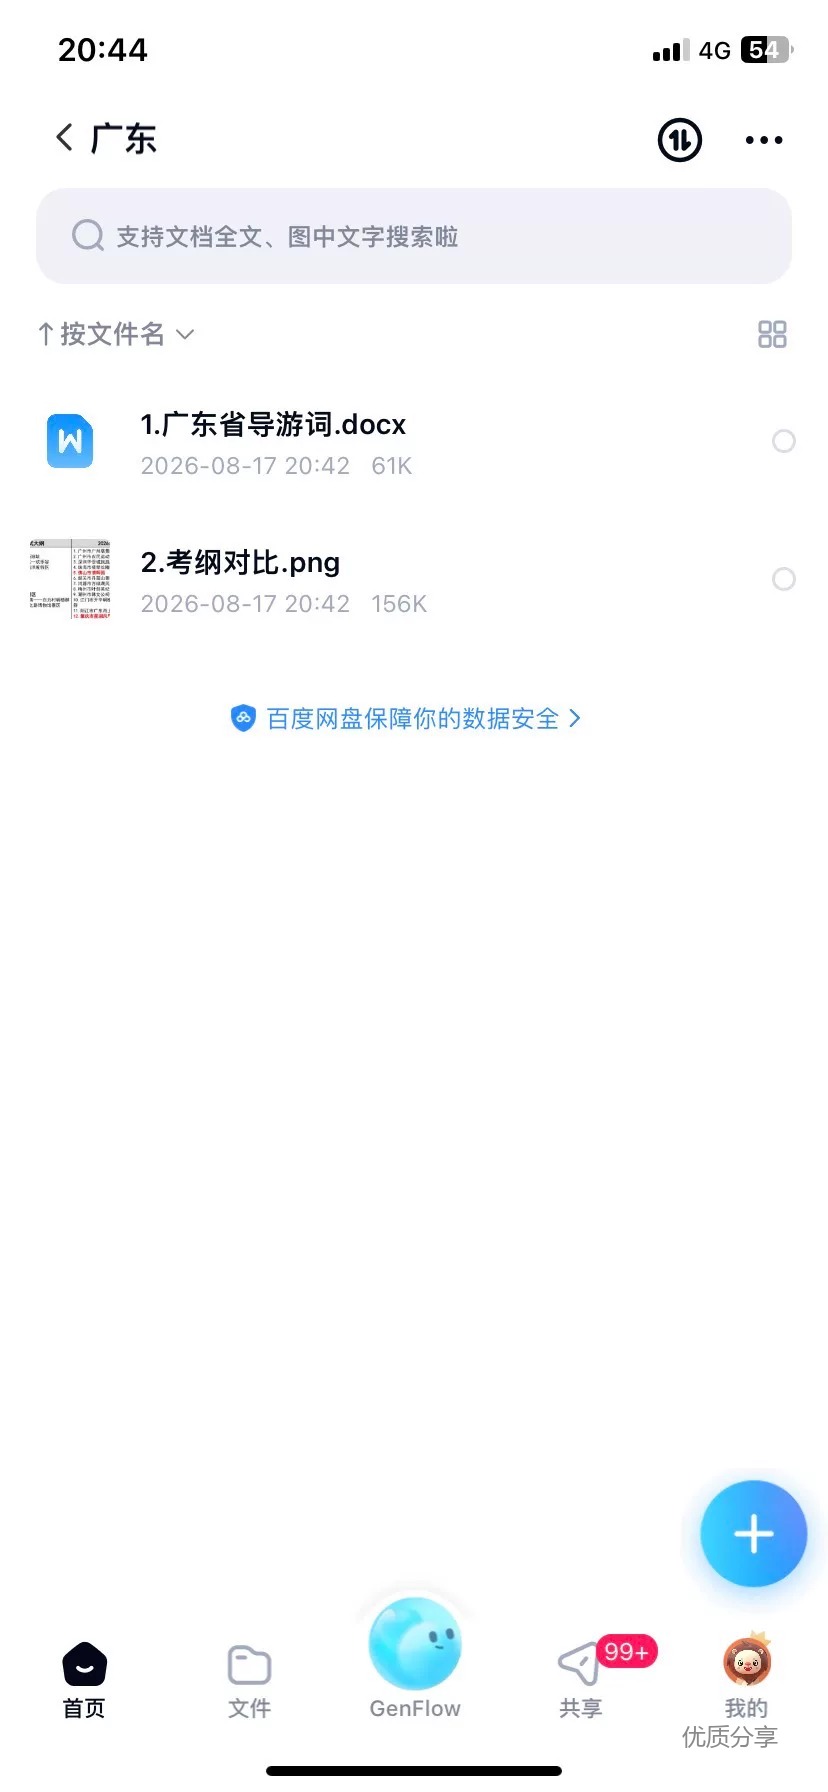 20:44
4G 54
广东
支持文档全文、图中文字搜索啦
按文件名
1.广东省导游词.docx
2026-08-17 20:42 61K
2.考纲对比.png
2026-08-17 20:42 156K
百度网盘保障你的数据安全
99+
首页 文件 GenFlow 共享 我的
优质分享